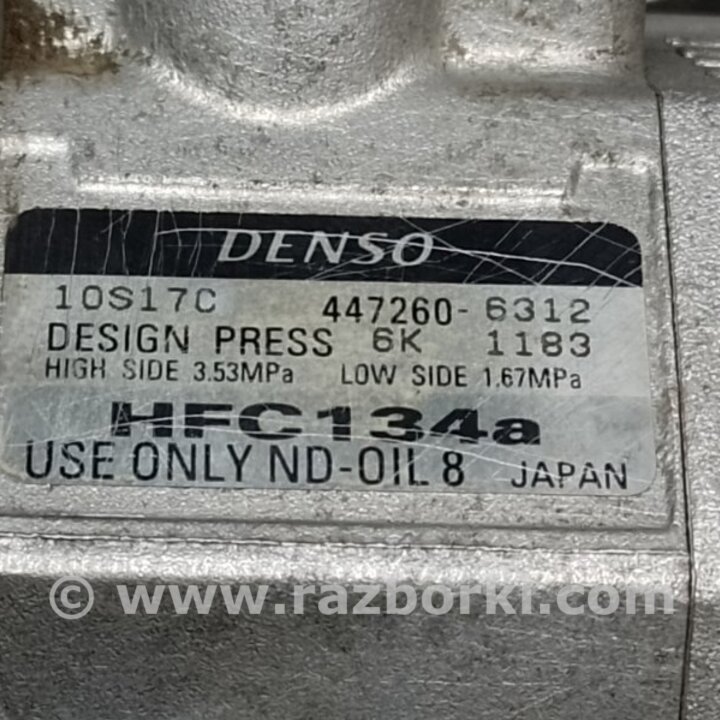 DENSO
10S17C 447260-6312
DESIGN PRESS 6K 1183
HIGH SIDE 3.53MPa LOW SIDE 1.67MPa
HFC134a
USE ONLY ND-OIL 8 JAPAN
© www.razborki.com